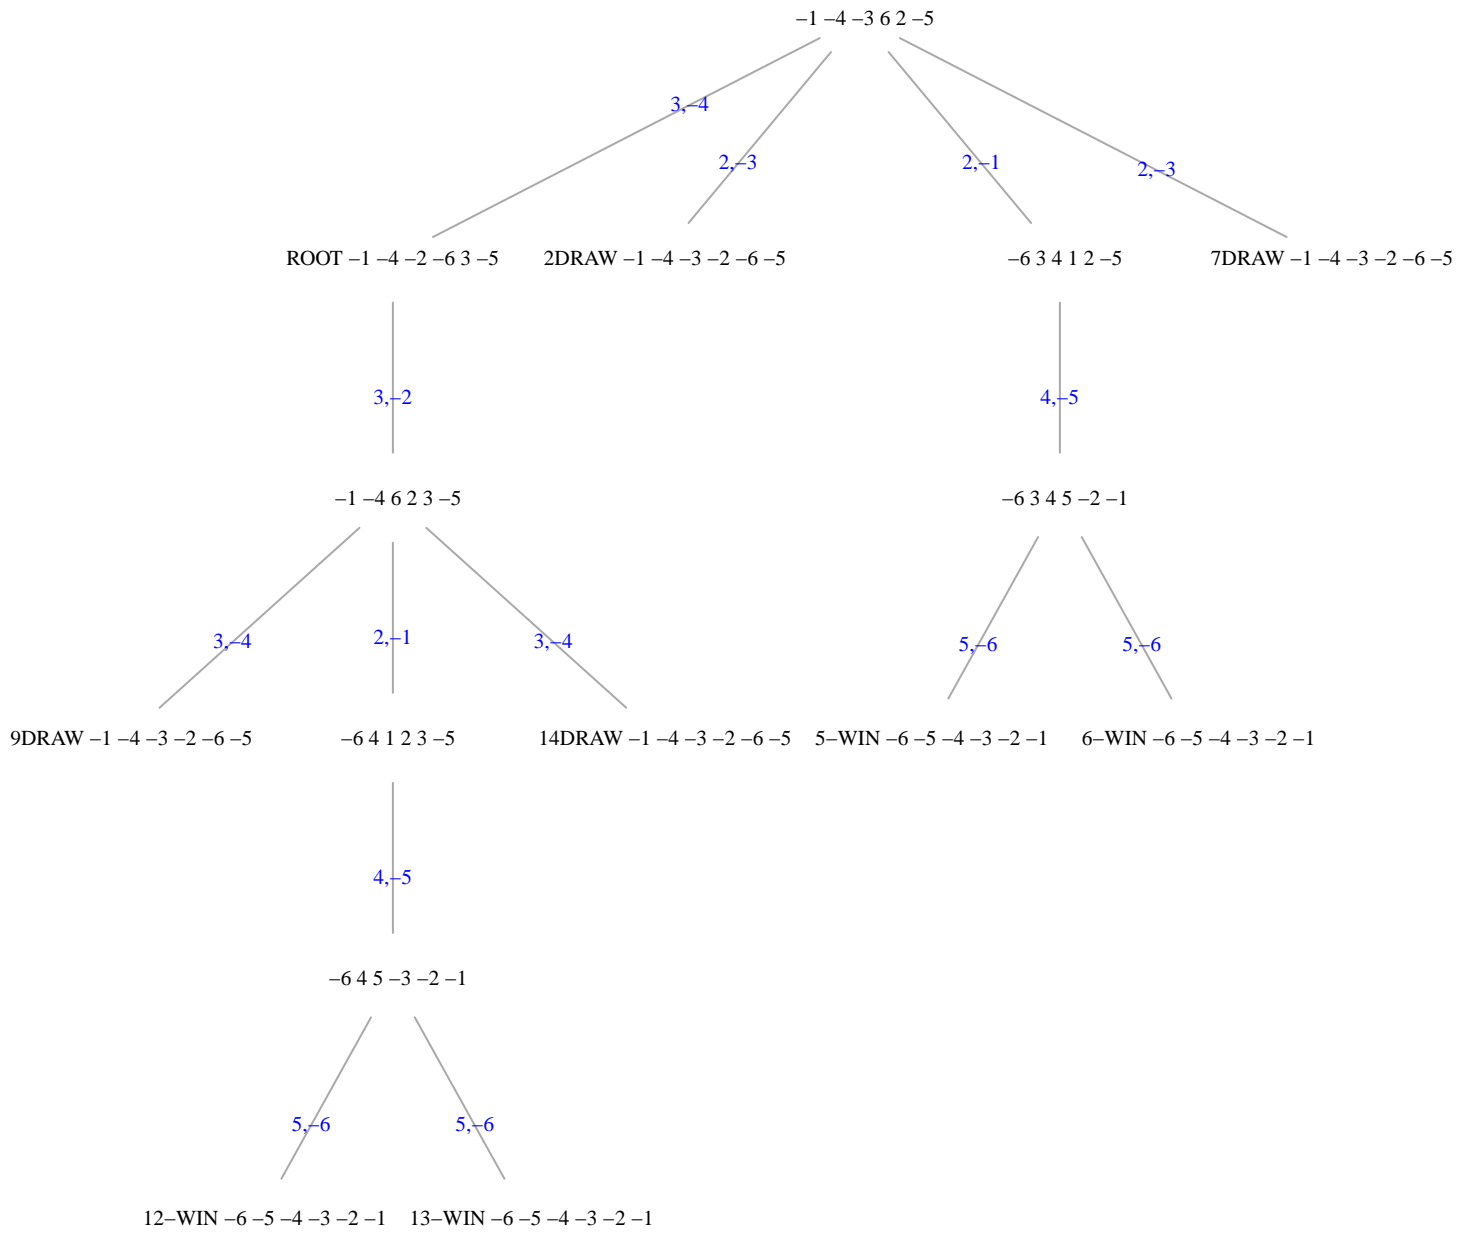 –1 –4 –3 6 2 –5
3,–4
2,–3
2,–1
2,–3
ROOT –1 –4 –2 –6 3 –5
2DRAW –1 –4 –3 –2 –6 –5
–6 3 4 1 2 –5
7DRAW –1 –4 –3 –2 –6 –5
3,–2
4,–5
–1 –4 6 2 3 –5
–6 3 4 5 –2 –1
3,–4
2,–1
3,–4
5,–6
5,–6
9DRAW –1 –4 –3 –2 –6 –5
–6 4 1 2 3 –5
14DRAW –1 –4 –3 –2 –6 –5
5–WIN –6 –5 –4 –3 –2 –1
6–WIN –6 –5 –4 –3 –2 –1
4,–5
–6 4 5 –3 –2 –1
5,–6
5,–6
12–WIN –6 –5 –4 –3 –2 –1
13–WIN –6 –5 –4 –3 –2 –1